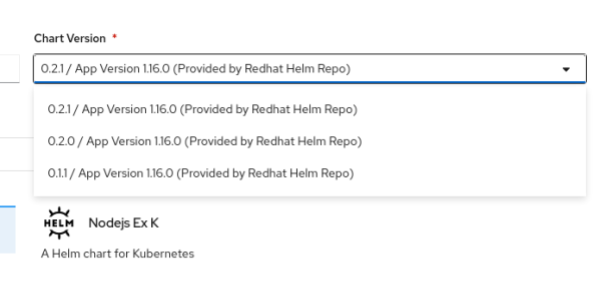 Chart Version *
0.2.1 / App Version 1.16.0 (Provided by Redhat Helm Repo)
0.2.1 / App Version 1.16.0 (Provided by Redhat Helm Repo)
0.2.0 / App Version 1.16.0 (Provided by Redhat Helm Repo)
0.1.1 / App Version 1.16.0 (Provided by Redhat Helm Repo)
HELM
Nodejs Ex K
A Helm chart for Kubernetes